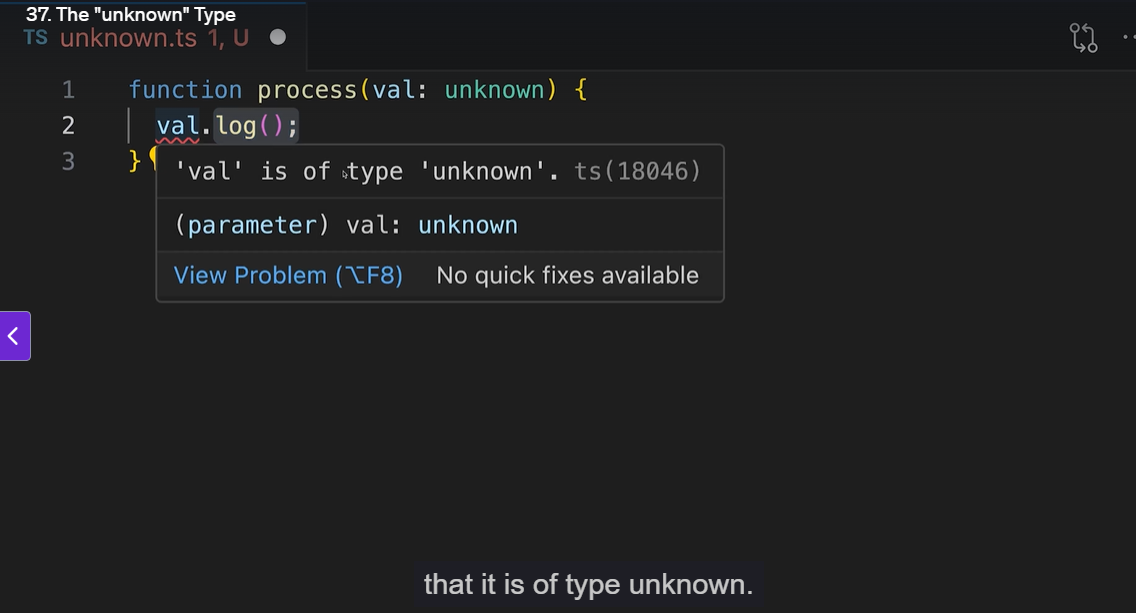 37. The "unknown" Type
TS unknown.ts 1, U
1 function process(val: unknown) {
2 val.log();
3 }
'val' is of type 'unknown'. ts(18046)
(parameter) val: unknown
View Problem (⌥F8) No quick fixes available
that it is of type unknown.